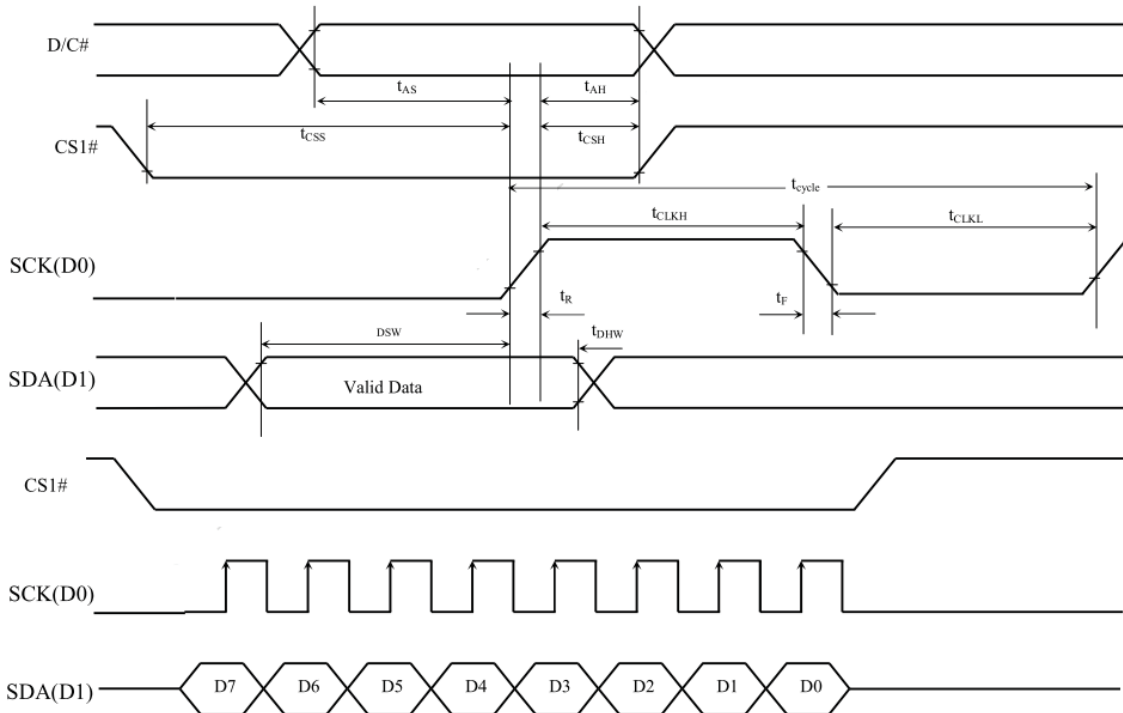 D/C#
tAS
tAH
tCSS
tCSH
CS1#
tcycle
tCLKH
tCLKL
SCK(D0)
tR
tF
DSW
tDHW
SDA(D1)
Valid Data
CS1#
SCK(D0)
SDA(D1)
D7 D6 D5 D4 D3 D2 D1 D0